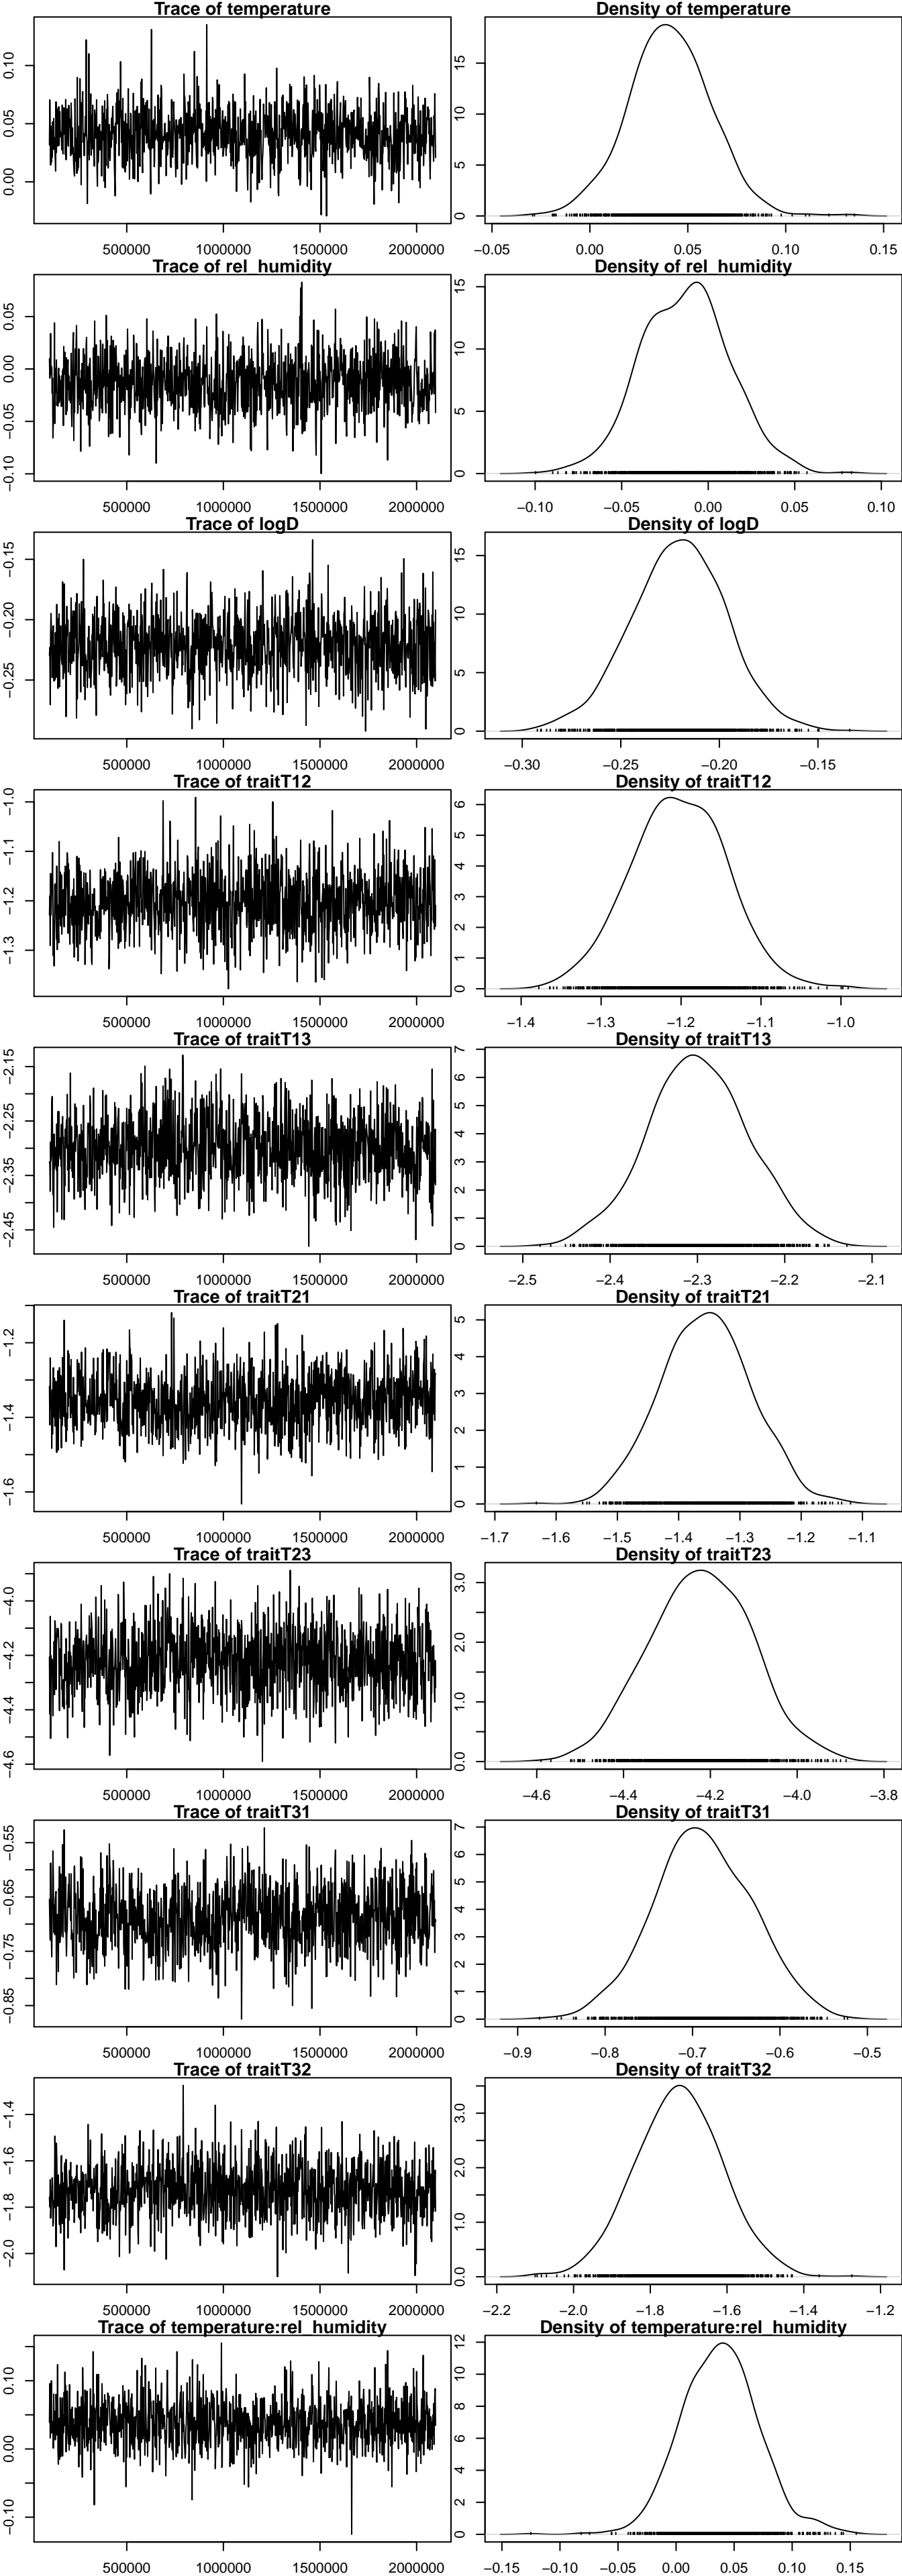 Trace of temperature
Density of temperature
0.00 0.05 0.10
0 5 10 15
500000 1000000 1500000 2000000
−0.05 0.00 0.05 0.10 0.15
Trace of rel_humidity
Density of rel_humidity
−0.10 −0.05 0.00 0.05
0 5 10 15
500000 1000000 1500000 2000000
−0.10 −0.05 0.00 0.05 0.10
Trace of logD
Density of logD
−0.25 −0.20 −0.15
0 5 10 15
500000 1000000 1500000 2000000
−0.30 −0.25 −0.20 −0.15
Trace of traitT12
Density of traitT12
−1.3 −1.2 −1.1 −1.0
0 1 2 3 4 5 6
500000 1000000 1500000 2000000
−1.4 −1.3 −1.2 −1.1 −1.0
Trace of traitT13
Density of traitT13
−2.45 −2.35 −2.25 −2.15
0 1 2 3 4 5 6 7
500000 1000000 1500000 2000000
−2.5 −2.4 −2.3 −2.2 −2.1
Trace of traitT21
Density of traitT21
−1.6 −1.4 −1.2
0 1 2 3 4 5
500000 1000000 1500000 2000000
−1.7 −1.6 −1.5 −1.4 −1.3 −1.2 −1.1
Trace of traitT23
Density of traitT23
−4.6 −4.4 −4.2 −4.0
0.0 1.0 2.0 3.0
500000 1000000 1500000 2000000
−4.6 −4.4 −4.2 −4.0 −3.8
Trace of traitT31
Density of traitT31
−0.85 −0.75 −0.65 −0.55
0 1 2 3 4 5 6 7
500000 1000000 1500000 2000000
−0.9 −0.8 −0.7 −0.6 −0.5
Trace of traitT32
Density of traitT32
−2.0 −1.8 −1.6 −1.4
0.0 1.0 2.0 3.0
500000 1000000 1500000 2000000
−2.2 −2.0 −1.8 −1.6 −1.4 −1.2
Trace of temperature:rel_humidity
Density of temperature:rel_humidity
−0.10 0.00 0.10
0 2 4 6 8 10 12
500000 1000000 1500000 2000000
−0.15 −0.10 −0.05 0.00 0.05 0.10 0.15